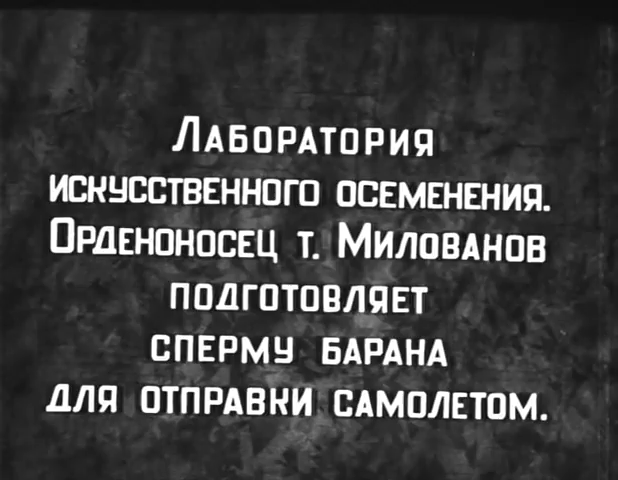 Лаборатория
искусственного осеменения.
Орденоносец т. Милованов
подготовляет
сперму барана
для отправки самолетом.